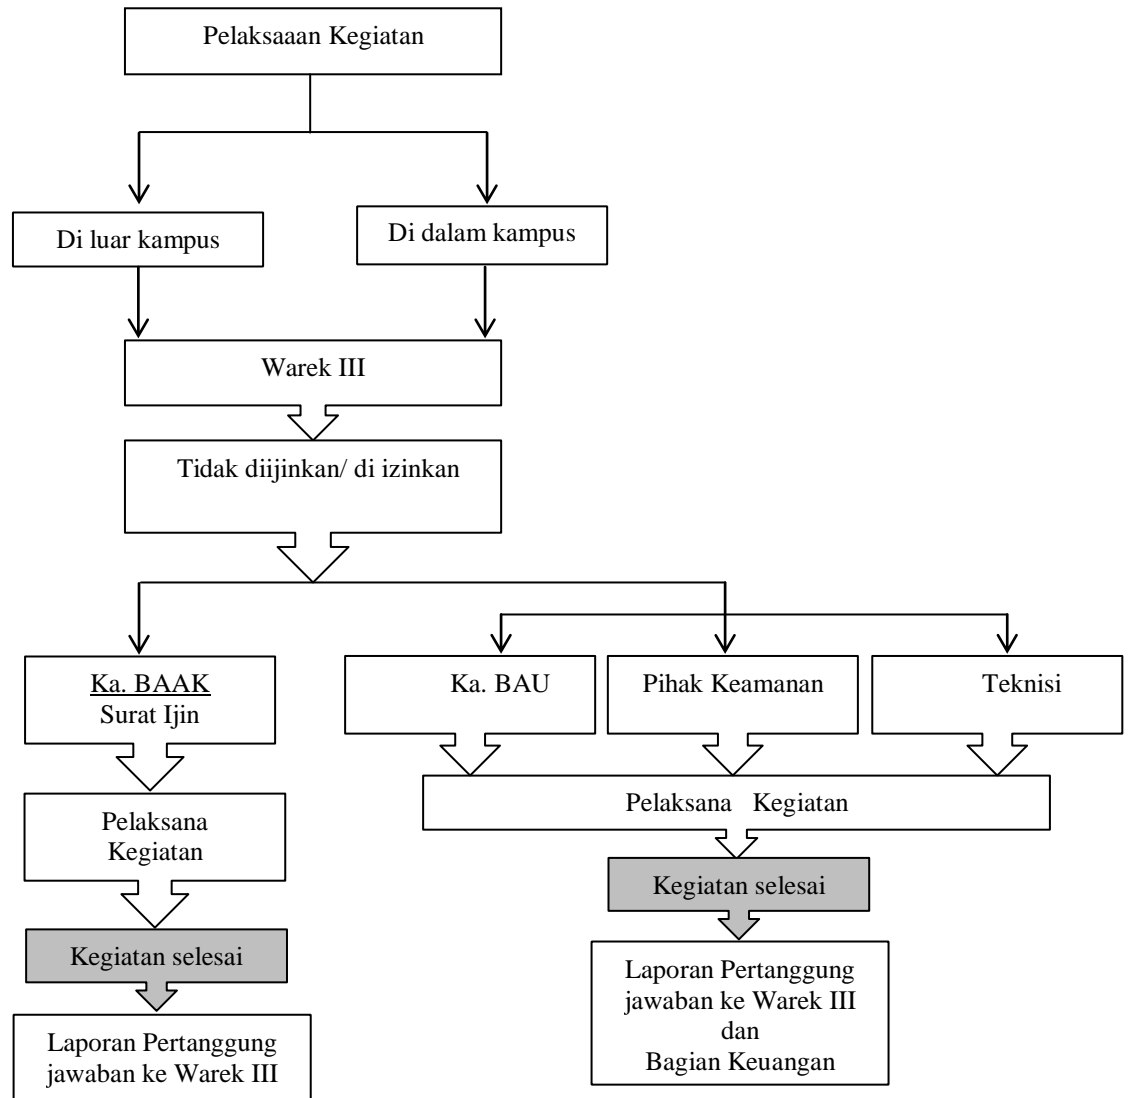 Pelaksaaan Kegiatan
Di luar kampus
Di dalam kampus
Warek III
Tidak diijinkan/ di izinkan
Ka. BAAK
Surat Ijin
Ka. BAU
Pihak Keamanan
Teknisi
Pelaksana
Kegiatan
Pelaksana Kegiatan
Kegiatan selesai
Kegiatan selesai
Laporan Pertanggung
jawaban ke Warek III
Laporan Pertanggung
jawaban ke Warek III
dan
Bagian Keuangan